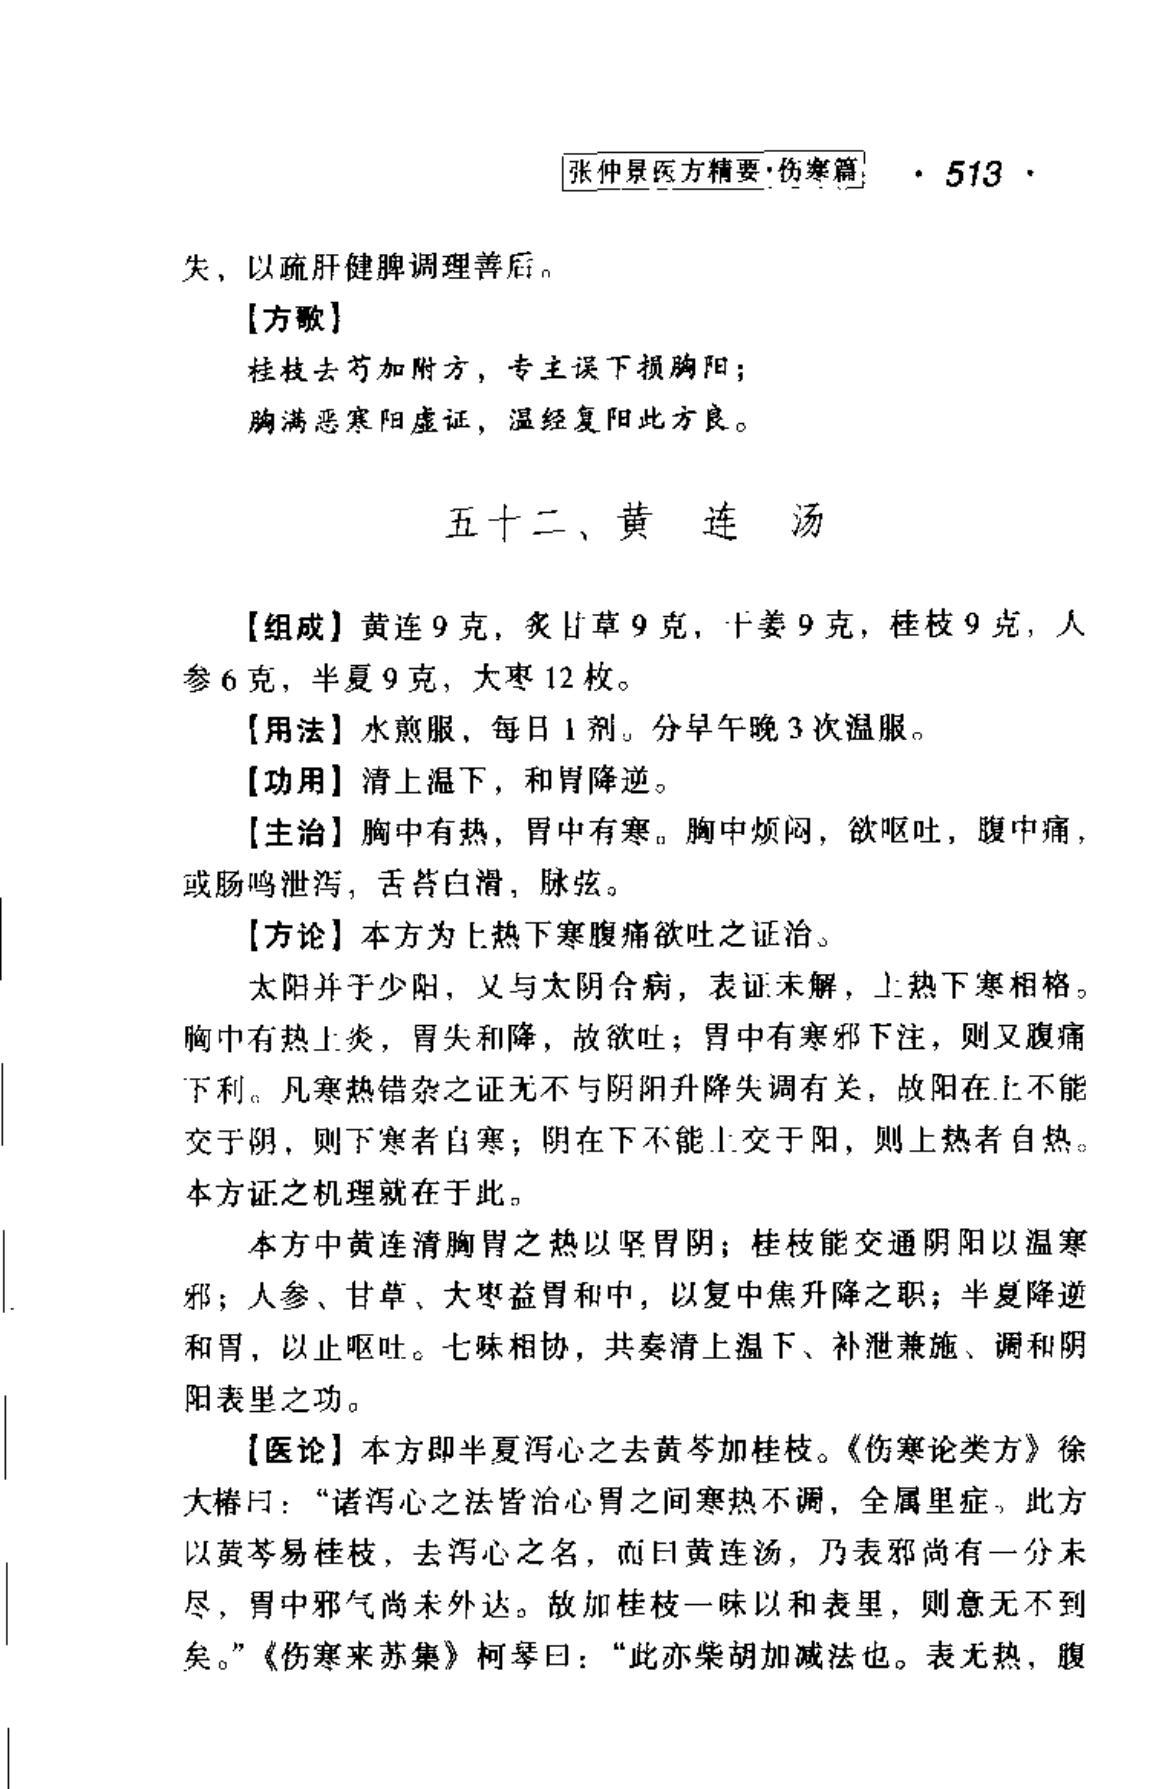 张仲景医方精要·伤寒篇 · 513 ·
失，以疏肝健脾调理善后。
【方歌】
桂枝去芍加附方，专主误下损胸阳；
胸满恶寒阳虚证，温经复阳此方良。
五十二、黄 连 汤
【组成】黄连9克，炙甘草9克，干姜9克，桂枝9克，人
参6克，半夏9克，大枣12枚。
【用法】水煎服，每日1剂。分早午晚3次温服。
【功用】清上温下，和胃降逆。
【主治】胸中有热，胃中有寒。胸中烦闷，欲呕吐，腹中痛，
或肠鸣泄泻，舌苔白滑，脉弦。
【方论】本方为上热下寒腹痛欲吐之证治。
太阳并于少阳，又与太阴合病，表证未解，上热下寒相格。
胸中有热上炎，胃失和降，故欲吐；胃中有寒邪下注，则又腹痛
下利。凡寒热错杂之证无不与阴阳升降失调有关，故阳在上不能
交于阴，则下寒者自寒；阴在下不能上交于阳，则上热者自热。
本方证之机理就在于此。
本方中黄连清胸胃之热以坚胃阴；桂枝能交通阴阳以温寒
邪；人参、甘草、大枣益胃和中，以复中焦升降之职；半夏降逆
和胃，以止呕吐。七味相协，共奏清上温下、补泄兼施、调和阴
阳表里之功。
【医论】本方即半夏泻心之去黄芩加桂枝。《伤寒论类方》徐
大椿曰：“诸泻心之法皆治心胃之间寒热不调，全属里症。此方
以黄芩易桂枝，去泻心之名，而曰黄连汤，乃表邪尚有一分未
尽，胃中邪气尚未外达。故加桂枝一味以和表里，则意无不到
矣。”《伤寒来苏集》柯琴曰：“此亦柴胡加减法也。表无热，腹